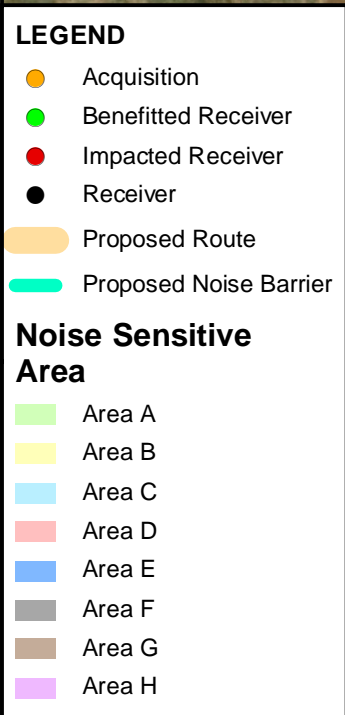 LEGEND
Acquisition
Benefitted Receiver
Impacted Receiver
Receiver
Proposed Route
Proposed Noise Barrier
Noise Sensitive
Area
Area A
Area B
Area C
Area D
Area E
Area F
Area G
Area H